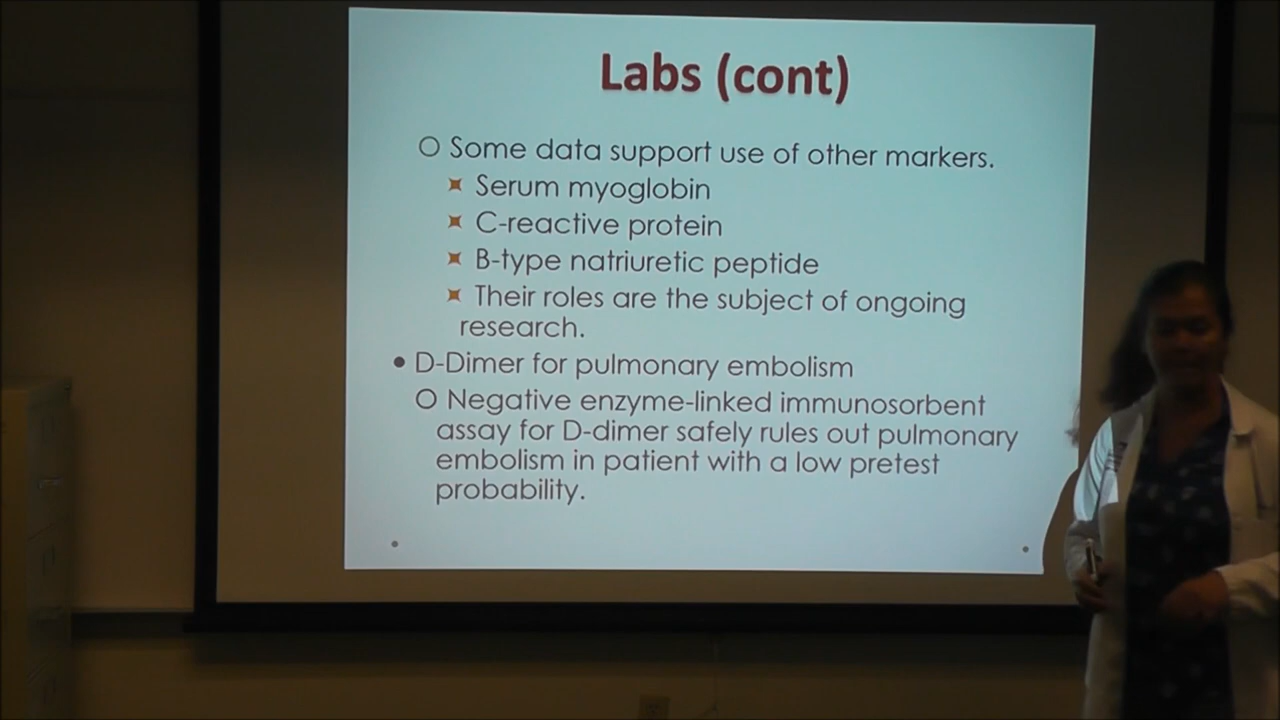 Labs (cont)
Some data support use of other markers.
Serum myoglobin
C-reactive protein
B-type natriuretic peptide
Their roles are the subject of ongoing
research.
D-Dimer for pulmonary embolism
Negative enzyme-linked immunosorbent
assay for D-dimer safely rules out pulmonary
embolism in patient with a low pretest
probability.